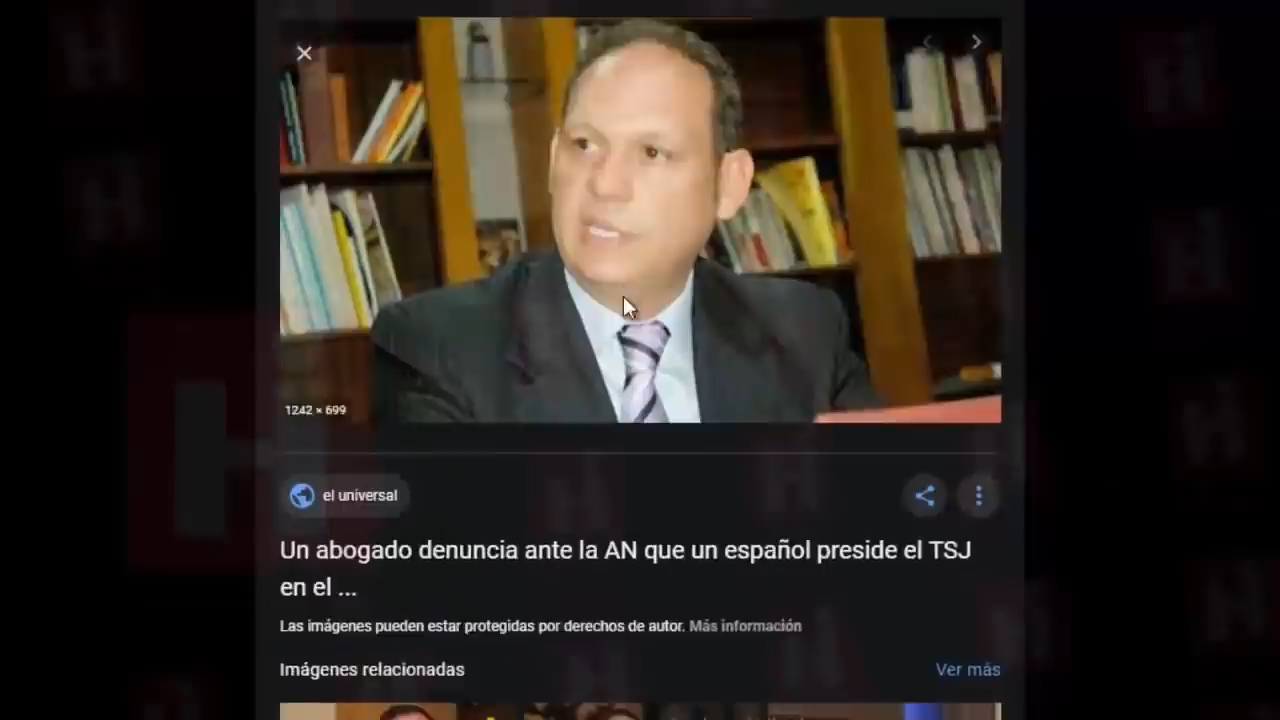 1242 × 699
el universal
Un abogado denuncia ante la AN que un español preside el TSJ
en el ...
Las imágenes pueden estar protegidas por derechos de autor. Más información
Imágenes relacionadas
Ver más